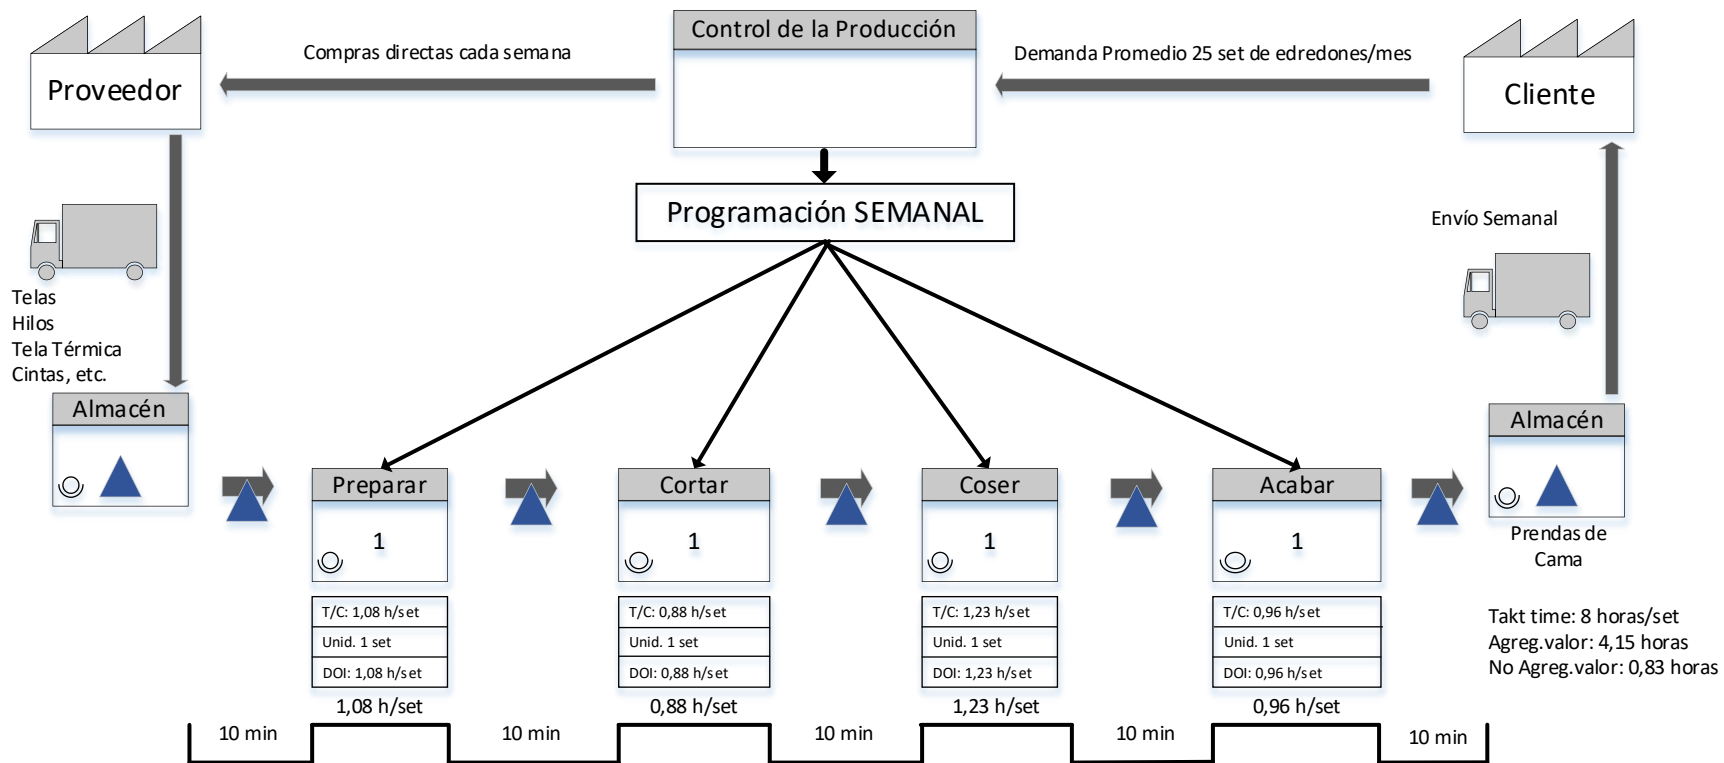 Control de la Producción
Compras directas cada semana
Demanda Promedio 25 set de edredones/mes
Proveedor
Cliente
Programación SEMANAL
Envío Semanal
Telas
Hilos
Tela Térmica
Cintas, etc.
Almacén
Almacén
Preparar
Cortar
Coser
Acabar
1
1
1
1
Prendas de
Cama
T/C: 1,08 h/set
Unid. 1 set
DOI: 1,08 h/set
T/C: 0,88 h/set
Unid. 1 set
DOI: 0,88 h/set
T/C: 1,23 h/set
Unid. 1 set
DOI: 1,23 h/set
T/C: 0,96 h/set
Unid. 1 set
DOI: 0,96 h/set
Takt time: 8 horas/set
Agreg.valor: 4,15 horas
No Agreg.valor: 0,83 horas
1,08 h/set
0,88 h/set
1,23 h/set
0,96 h/set
10 min
10 min
10 min
10 min
10 min